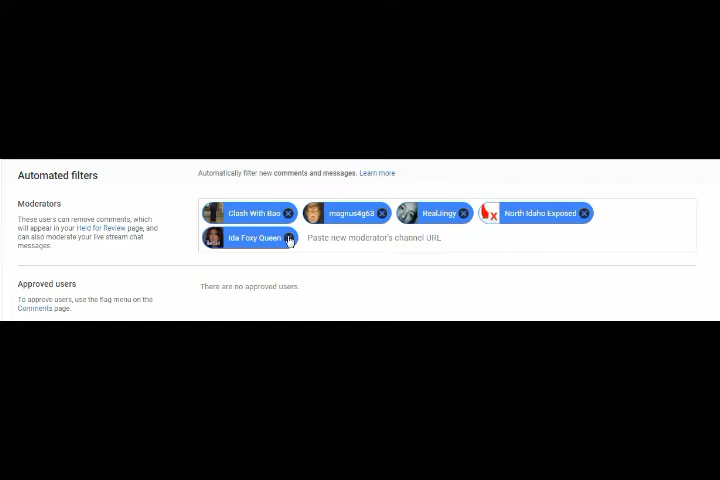 Automated filters
Automatically filter new comments and messages. Learn more
Moderators
These users can remove comments, which
will appear in your Held for Review page, and
can also moderate your live stream chat
messages.
Clash With Bao
magnus4g63
RealJingy
North Idaho Exposed
Ida Foxy Queen
Paste new moderator's channel URL
Approved users
To approve users, use the flag menu on the
Comments page.
There are no approved users.